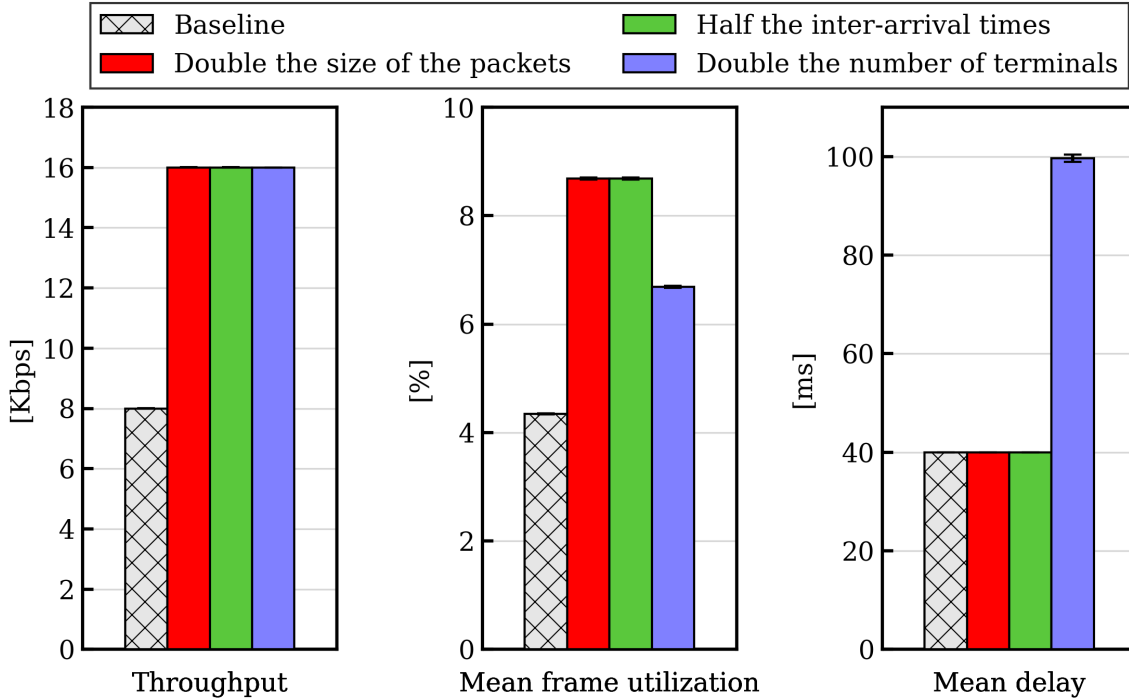 Baseline
Double the size of the packets
Half the inter-arrival times
Double the number of terminals
[Kbps]
18
16
14
12
10
8
6
4
2
0
Throughput
[%]
10
8
6
4
2
0
Mean frame utilization
[ms]
100
80
60
40
20
0
Mean delay